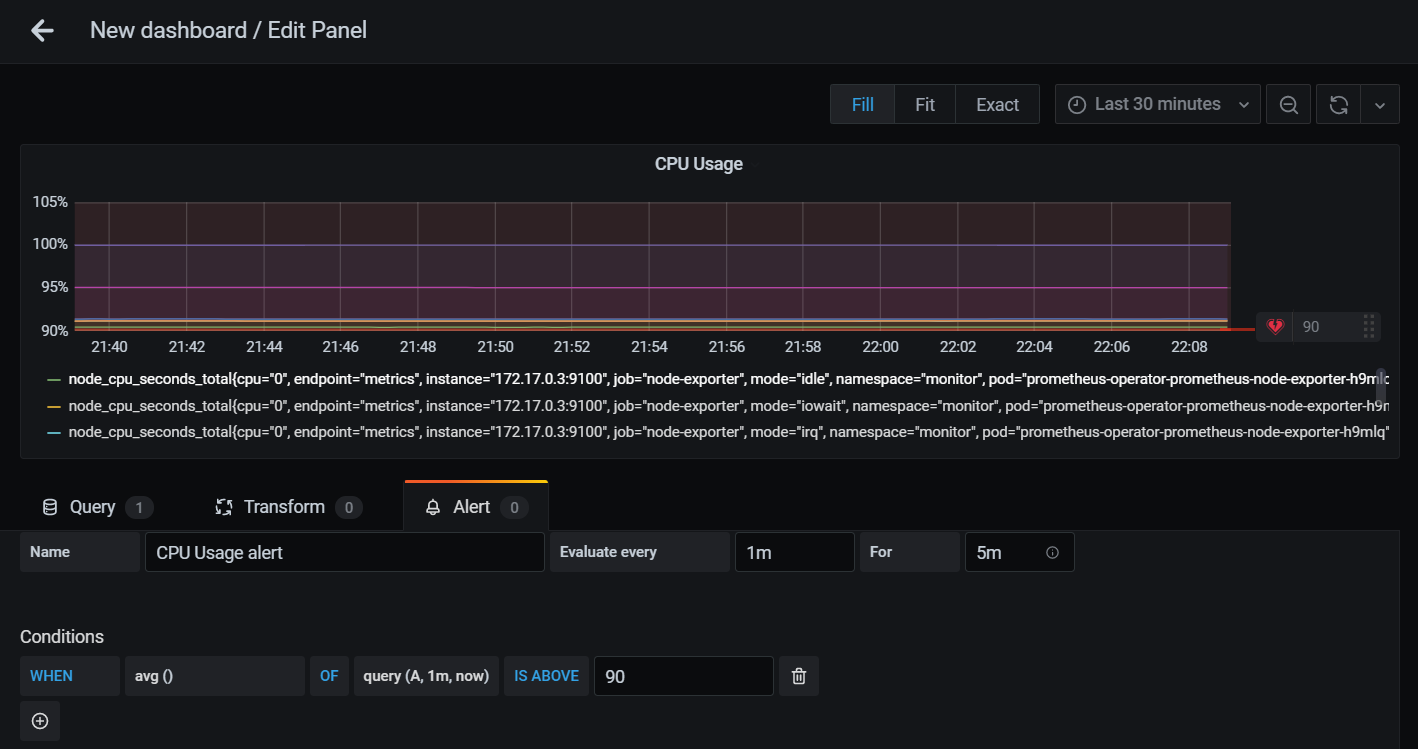 New dashboard / Edit Panel
Fill Fit Exact Last 30 minutes
CPU Usage
105%
100%
95%
90%
90
21:40 21:42 21:44 21:46 21:48 21:50 21:52 21:54 21:56 21:58 22:00 22:02 22:04 22:06 22:08
node_cpu_seconds_total{cpu="0", endpoint="metrics", instance="172.17.0.3:9100", job="node-exporter", mode="idle", namespace="monitor", pod="prometheus-operator-prometheus-node-exporter-h9mlq
node_cpu_seconds_total{cpu="0", endpoint="metrics", instance="172.17.0.3:9100", job="node-exporter", mode="iowait", namespace="monitor", pod="prometheus-operator-prometheus-node-exporter-h9m
node_cpu_seconds_total{cpu="0", endpoint="metrics", instance="172.17.0.3:9100", job="node-exporter", mode="irq", namespace="monitor", pod="prometheus-operator-prometheus-node-exporter-h9mlq"
Query 1 Transform 0 Alert 0
Name CPU Usage alert Evaluate every 1m For 5m
Conditions
WHEN avg () OF query (A, 1m, now) IS ABOVE 90